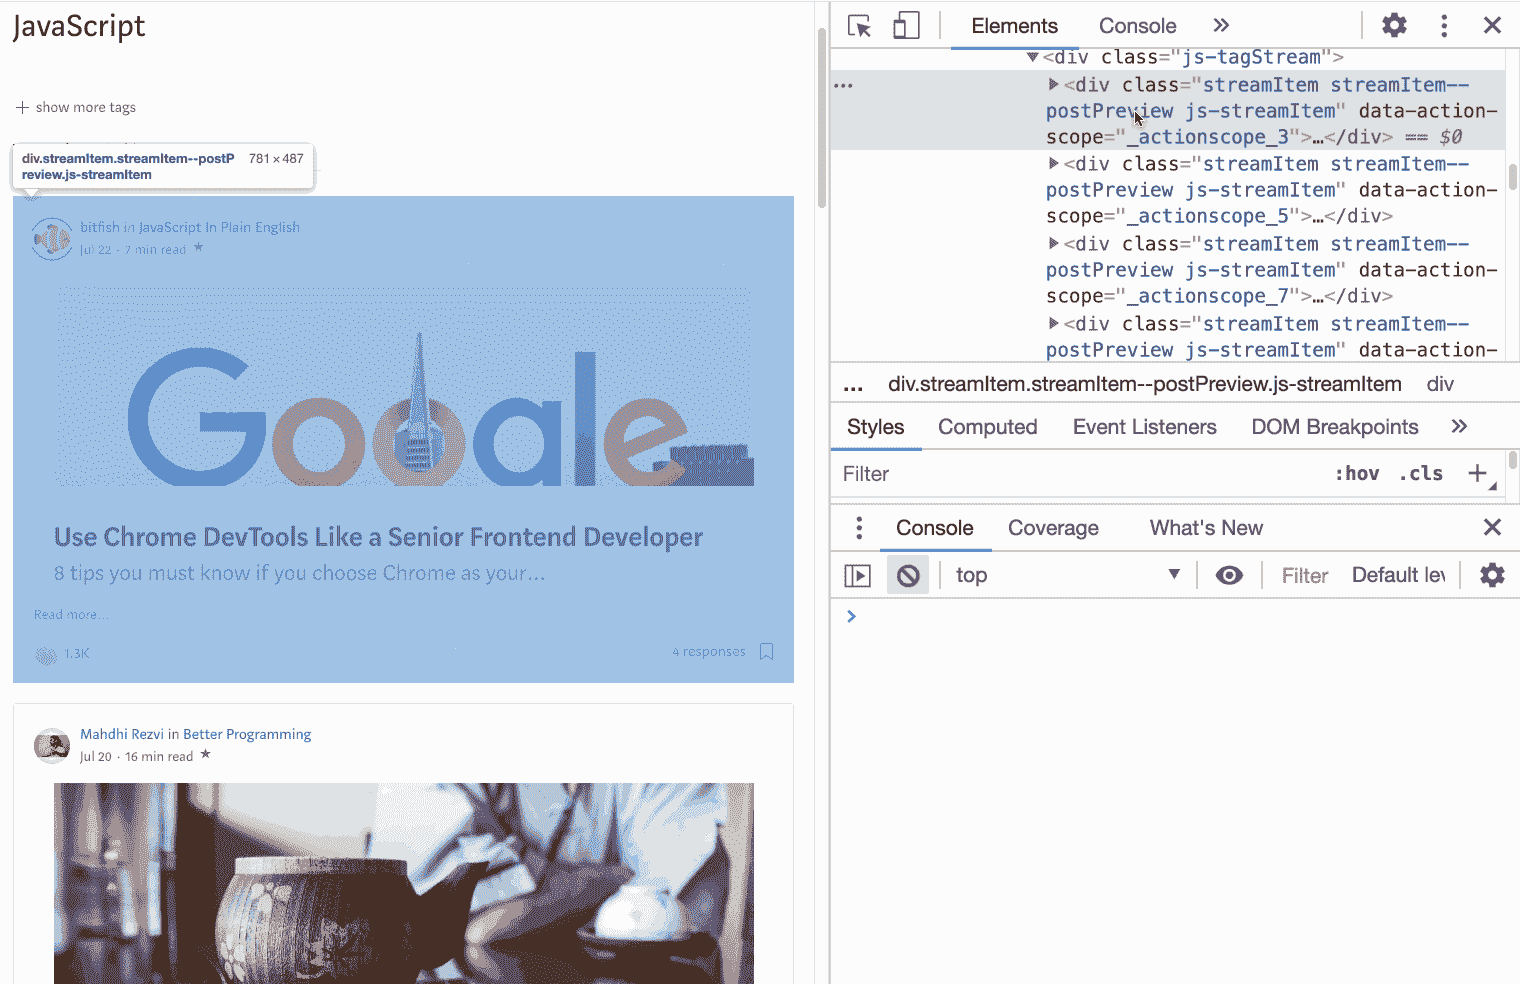 JavaScript
show more tags
div.streamItem.streamItem--postP
review.js-streamItem
781 × 487
bitfish in JavaScript In Plain English
Jul 22 · 7 min read ★
Google
Use Chrome DevTools Like a Senior Frontend Developer
8 tips you must know if you choose Chrome as your…
Read more…
1.3K
4 responses
Mahdhi Rezvi in Better Programming
Jul 20 · 16 min read ★
Elements Console »
<div class="js-tagStream">
<div class="streamItem streamItem--
postPreview js-streamItem" data-action-
scope="_actionscope_3">…</div> == $0
<div class="streamItem streamItem--
postPreview js-streamItem" data-action-
scope="_actionscope_5">…</div>
<div class="streamItem streamItem--
postPreview js-streamItem" data-action-
scope="_actionscope_7">…</div>
<div class="streamItem streamItem--
postPreview js-streamItem" data-action-
... div.streamItem.streamItem--postPreview.js-streamItem div
Styles Computed Event Listeners DOM Breakpoints »
Filter :hov .cls +
Console Coverage What's New
top Filter Default lev